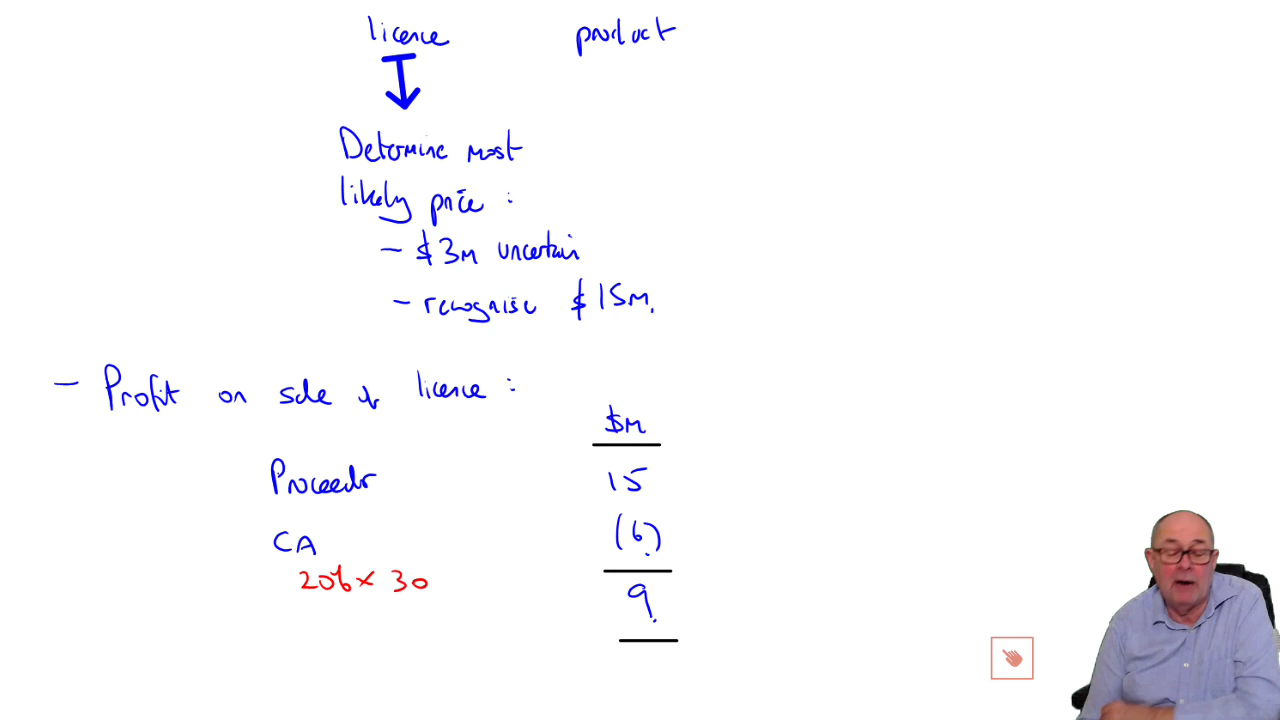 licence product
Determine most
likely price :
- $3M uncertain
- recognise $15M.
- Profit on sale of licence :
$M
Proceeds 15
CA (6)
20% x 30
9